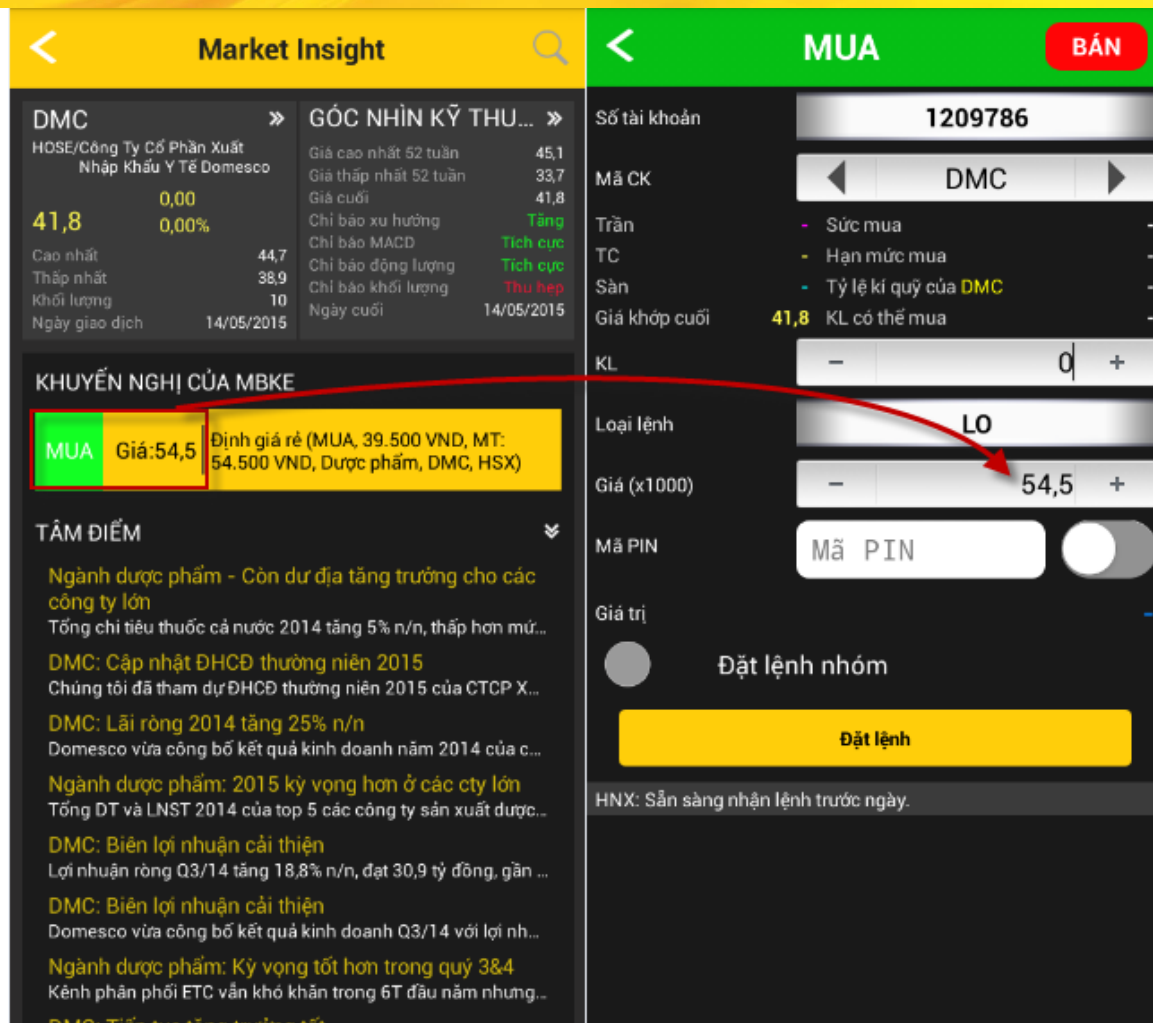 Market Insight
DMC
HOSE/Công Ty Cổ Phần Xuất
Nhập Khẩu Y Tế Domesco
0,00
41,8 0,00%
Cao nhất 44,7
Thấp nhất 38,9
Khối lượng 10
Ngày giao dịch 14/05/2015
GÓC NHÌN KỸ THU...
Giá cao nhất 52 tuần 45,1
Giá thấp nhất 52 tuần 33,7
Giá cuối 41,8
Chỉ báo xu hướng Tăng
Chỉ báo MACD Tích cực
Chỉ báo động lượng Tích cực
Chỉ báo khối lượng Thu hẹp
Ngày cuối 14/05/2015
KHUYẾN NGHỊ CỦA MBKE
MUA Giá:54,5
Định giá rẻ (MUA, 39.500 VND, MT:
54.500 VND, Dược phẩm, DMC, HSX)
TÂM ĐIỂM
Ngành dược phẩm - Còn dư địa tăng trưởng cho các
công ty lớn
Tổng chi tiêu thuốc cả nước 2014 tăng 5% n/n, thấp hơn mứ...
DMC: Cập nhật ĐHCĐ thường niên 2015
Chúng tôi đã tham dự ĐHCĐ thường niên 2015 của CTCP X...
DMC: Lãi ròng 2014 tăng 25% n/n
Domesco vừa công bố kết quả kinh doanh năm 2014 của c...
Ngành dược phẩm: 2015 kỳ vọng hơn ở các cty lớn
Tổng DT và LNST 2014 của top 5 các công ty sản xuất dược...
DMC: Biên lợi nhuận cải thiện
Lợi nhuận ròng Q3/14 tăng 18,8% n/n, đạt 30,9 tỷ đồng, gần ...
DMC: Biên lợi nhuận cải thiện
Domesco vừa công bố kết quả kinh doanh Q3/14 với lợi nh...
Ngành dược phẩm: Kỳ vọng tốt hơn trong quý 3&4
Kênh phân phối ETC vẫn khó khăn trong 6T đầu năm nhưng...
MUA BÁN
Số tài khoản 1209786
Mã CK DMC
Trần - Sức mua -
TC - Hạn mức mua -
Sàn - Tỷ lệ kí quỹ của DMC -
Giá khớp cuối 41,8 KL có thể mua -
KL - 0 +
Loại lệnh LO
Giá (x1000) - 54,5 +
Mã PIN Mã PIN
Giá trị -
Đặt lệnh nhóm
Đặt lệnh
HNX: Sẵn sàng nhận lệnh trước ngày.